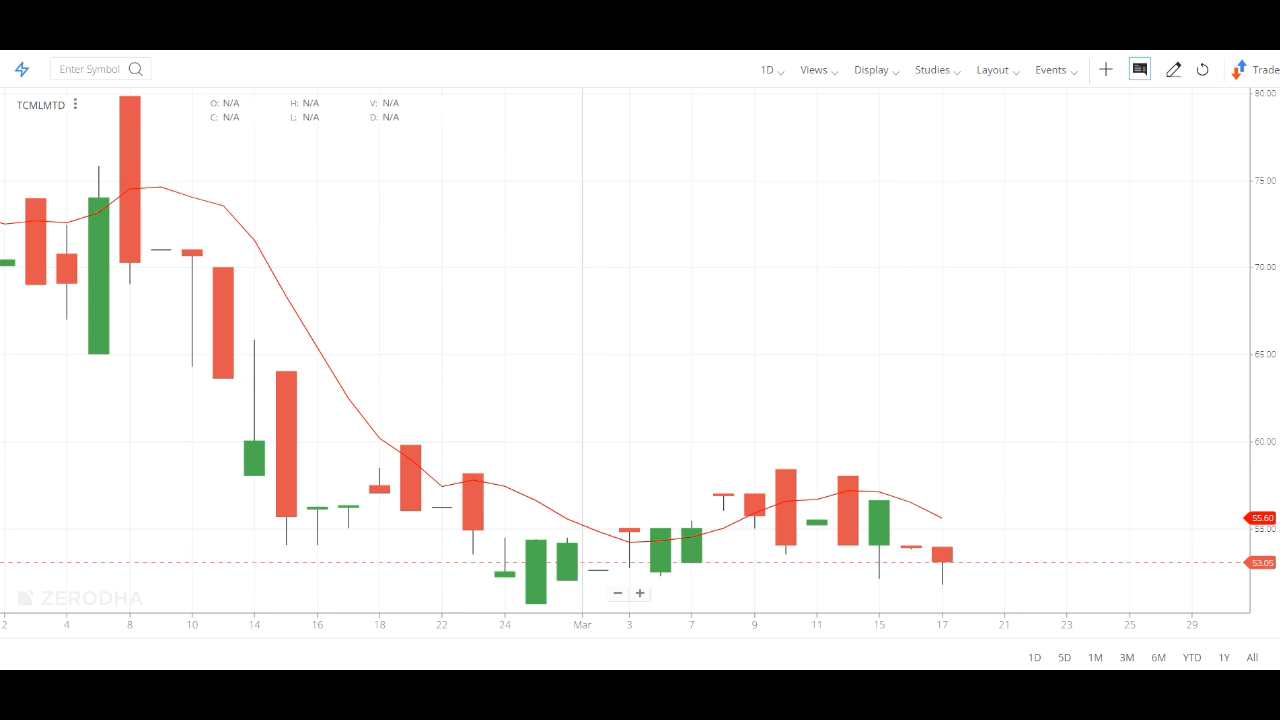 Enter Symbol 1D Views Display Studies Layout Events Trade
TCMLMTD O: N/A H: N/A V: N/A
C: N/A L: N/A D: N/A
80.00
75.00
70.00
65.00
60.00
55.60
55.00
53.05
ZERODHA
2 4 8 10 14 16 18 20 22 24 Mar 3 7 9 11 15 17 21 23 25 29
1D 5D 1M 3M 6M YTD 1Y All